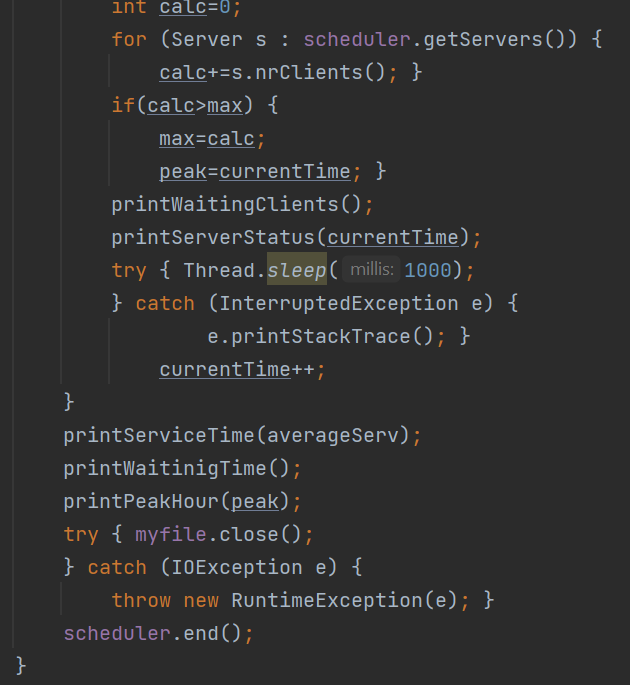 int calc=0;
for (Server s : scheduler.getServers()) {
calc+=s.nrClients(); }
if(calc>max) {
max=calc;
peak=currentTime; }
printWaitingClients();
printServerStatus(currentTime);
try { Thread.sleep( millis: 1000);
} catch (InterruptedException e) {
e.printStackTrace(); }
currentTime++;
}
printServiceTime(averageServ);
printWaitinigTime();
printPeakHour(peak);
try { myfile.close();
} catch (IOException e) {
throw new RuntimeException(e); }
scheduler.end();
}